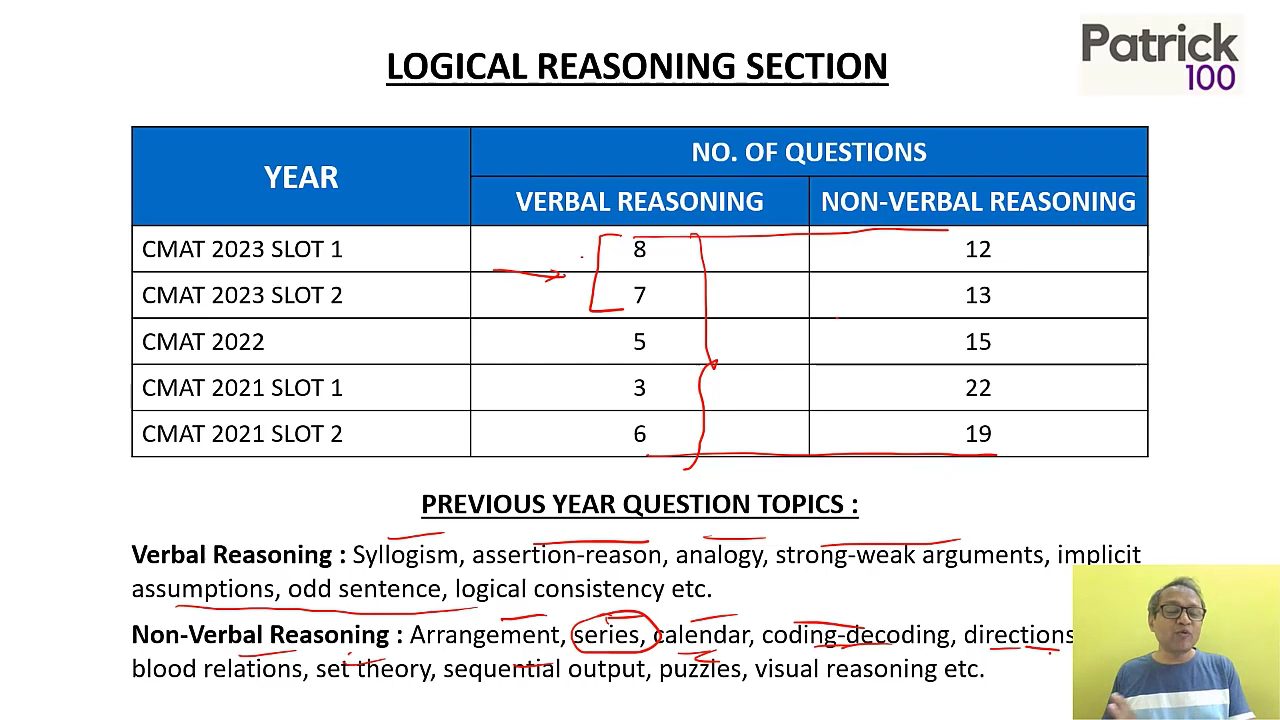 Patrick
100
LOGICAL REASONING SECTION
YEAR
NO. OF QUESTIONS
VERBAL REASONING NON-VERBAL REASONING
CMAT 2023 SLOT 1 8 12
CMAT 2023 SLOT 2 7 13
CMAT 2022 5 15
CMAT 2021 SLOT 1 3 22
CMAT 2021 SLOT 2 6 19
PREVIOUS YEAR QUESTION TOPICS :
Verbal Reasoning : Syllogism, assertion-reason, analogy, strong-weak arguments, implicit
assumptions, odd sentence, logical consistency etc.
Non-Verbal Reasoning : Arrangement, series, calendar, coding-decoding, directions
blood relations, set theory, sequential output, puzzles, visual reasoning etc.